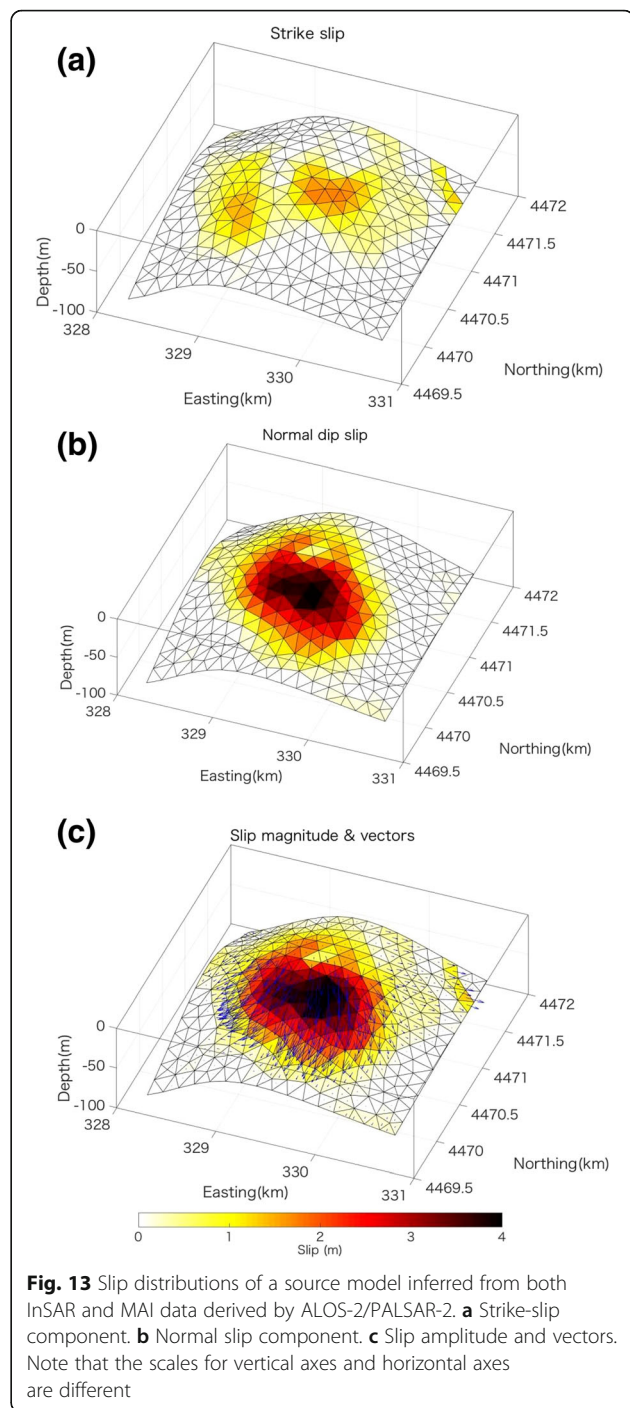 (a)
Strike slip
0
-50
-100
Depth(m)
328
329
330
331
Easting(km)
4469.5
4470
4470.5
4471
4471.5
4472
Northing(km)
(b)
Normal dip slip
0
-50
-100
Depth(m)
328
329
330
331
Easting(km)
4469.5
4470
4470.5
4471
4471.5
4472
Northing(km)
(c)
Slip magnitude & vectors
0
-50
-100
Depth(m)
328
329
330
331
Easting(km)
4469.5
4470
4470.5
4471
4471.5
4472
Northing(km)
0 1 2 3 4
Slip (m)
Fig. 13 Slip distributions of a source model inferred from both
InSAR and MAI data derived by ALOS-2/PALSAR-2. a Strike-slip
component. b Normal slip component. c Slip amplitude and vectors.
Note that the scales for vertical axes and horizontal axes
are different